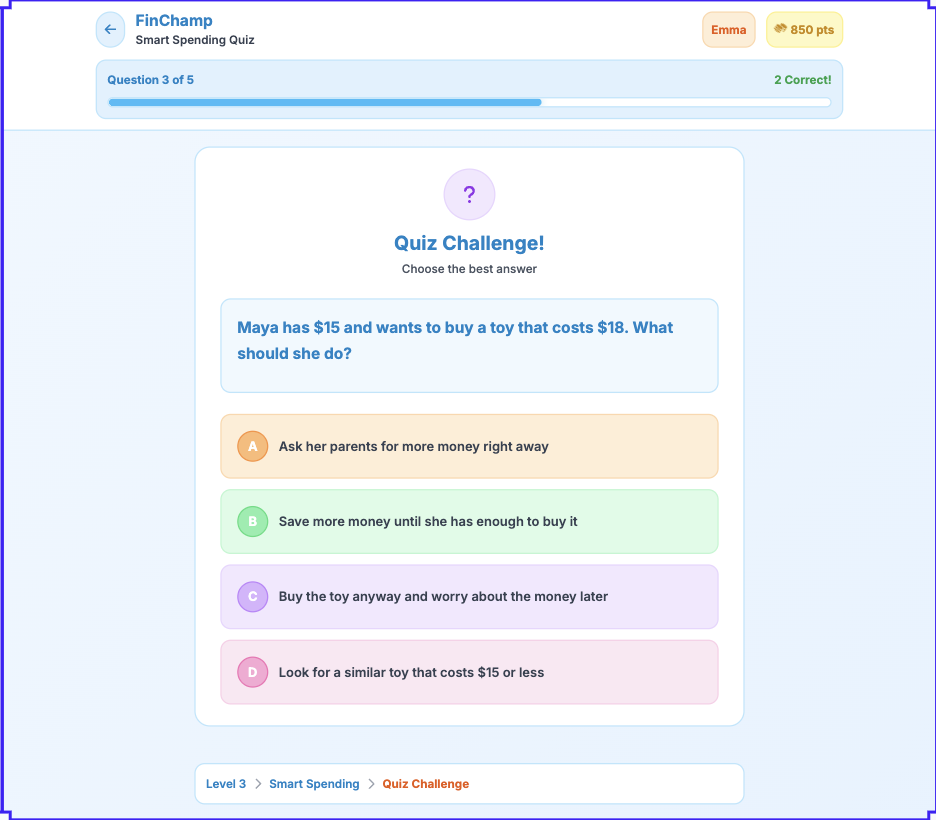 FinChamp
Smart Spending Quiz
Emma
850 pts
Question 3 of 5
2 Correct!
?
Quiz Challenge!
Choose the best answer
Maya has $15 and wants to buy a toy that costs $18. What
should she do?
A Ask her parents for more money right away
B Save more money until she has enough to buy it
C Buy the toy anyway and worry about the money later
D Look for a similar toy that costs $15 or less
Level 3 > Smart Spending > Quiz Challenge